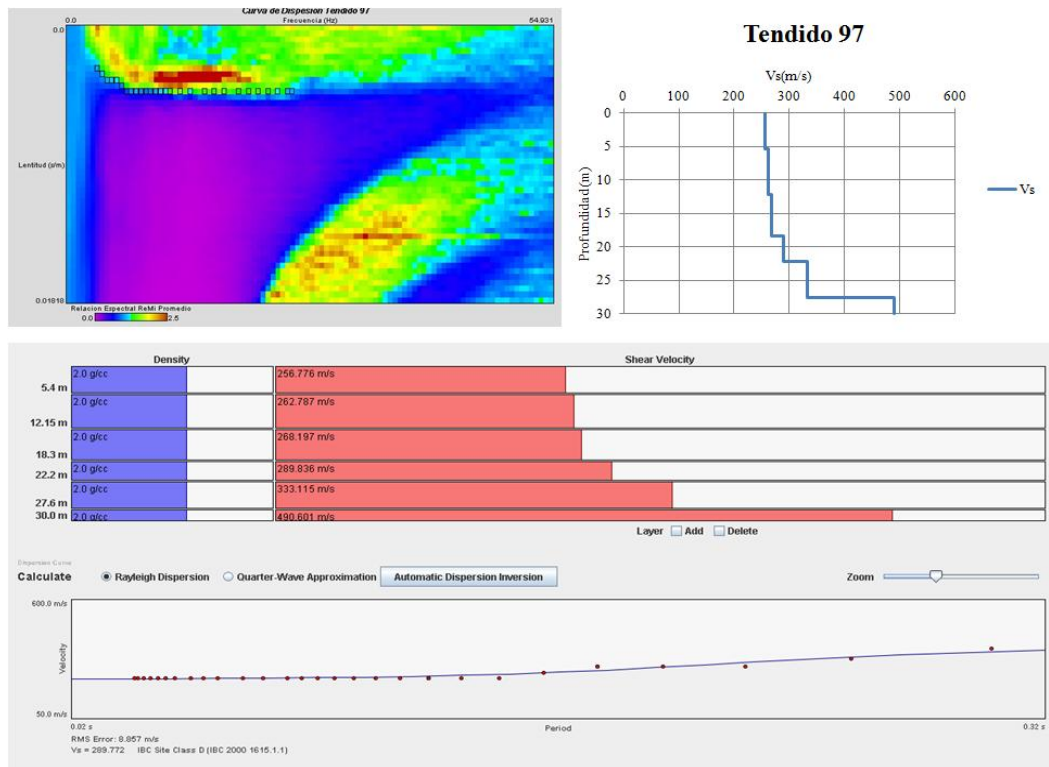 Curva de Dispesión Tendido 97
Frecuencia (Hz)
0.0
54.931
Lentitud (s/m)
0.01818
Relacion Espectral ReMi Promedio
0.0
2.5
Tendido 97
Vs(m/s)
0 100 200 300 400 500 600
0
5
10
15
20
25
30
Profundidad(m)
Vs
Density
Shear Velocity
2.0 g/cc
256.776 m/s
5.4 m
2.0 g/cc
262.787 m/s
12.15 m
2.0 g/cc
268.197 m/s
18.3 m
2.0 g/cc
289.836 m/s
22.2 m
2.0 g/cc
333.115 m/s
27.6 m
2.0 g/cc
490.601 m/s
30.0 m
Layer Add Delete
Dispersion Curve
Calculate Rayleigh Dispersion Quarter-Wave Approximation Automatic Dispersion Inversion Zoom
600.0 m/s
Velocity
50.0 m/s
0.02 s
Period
0.32 s
RMS Error: 8.857 m/s
Vs = 289.772 IBC Site Class D (IBC 2000 1615.1.1)